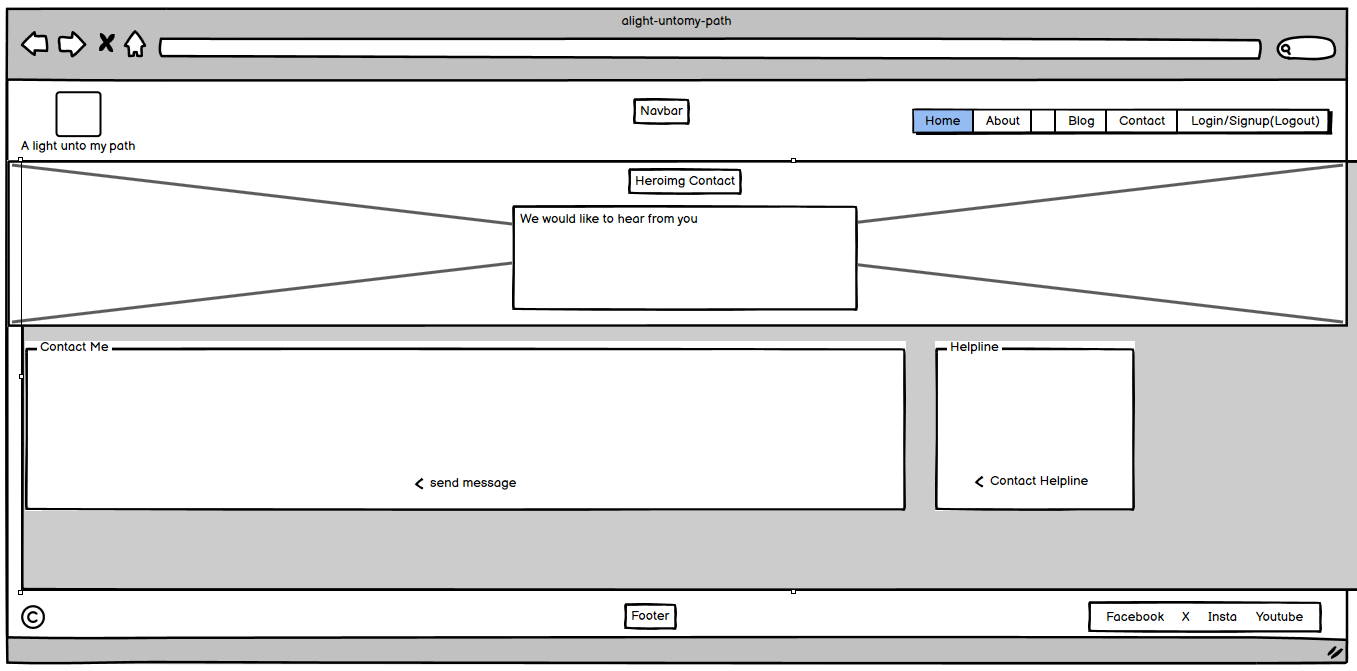 alight-untomy-path
Navbar
Home About Blog Contact Login/Signup(Logout)
A light unto my path
Heroimg Contact
We would like to hear from you
Contact Me
Helpline
send message
Contact Helpline
©
Footer
Facebook X Insta Youtube